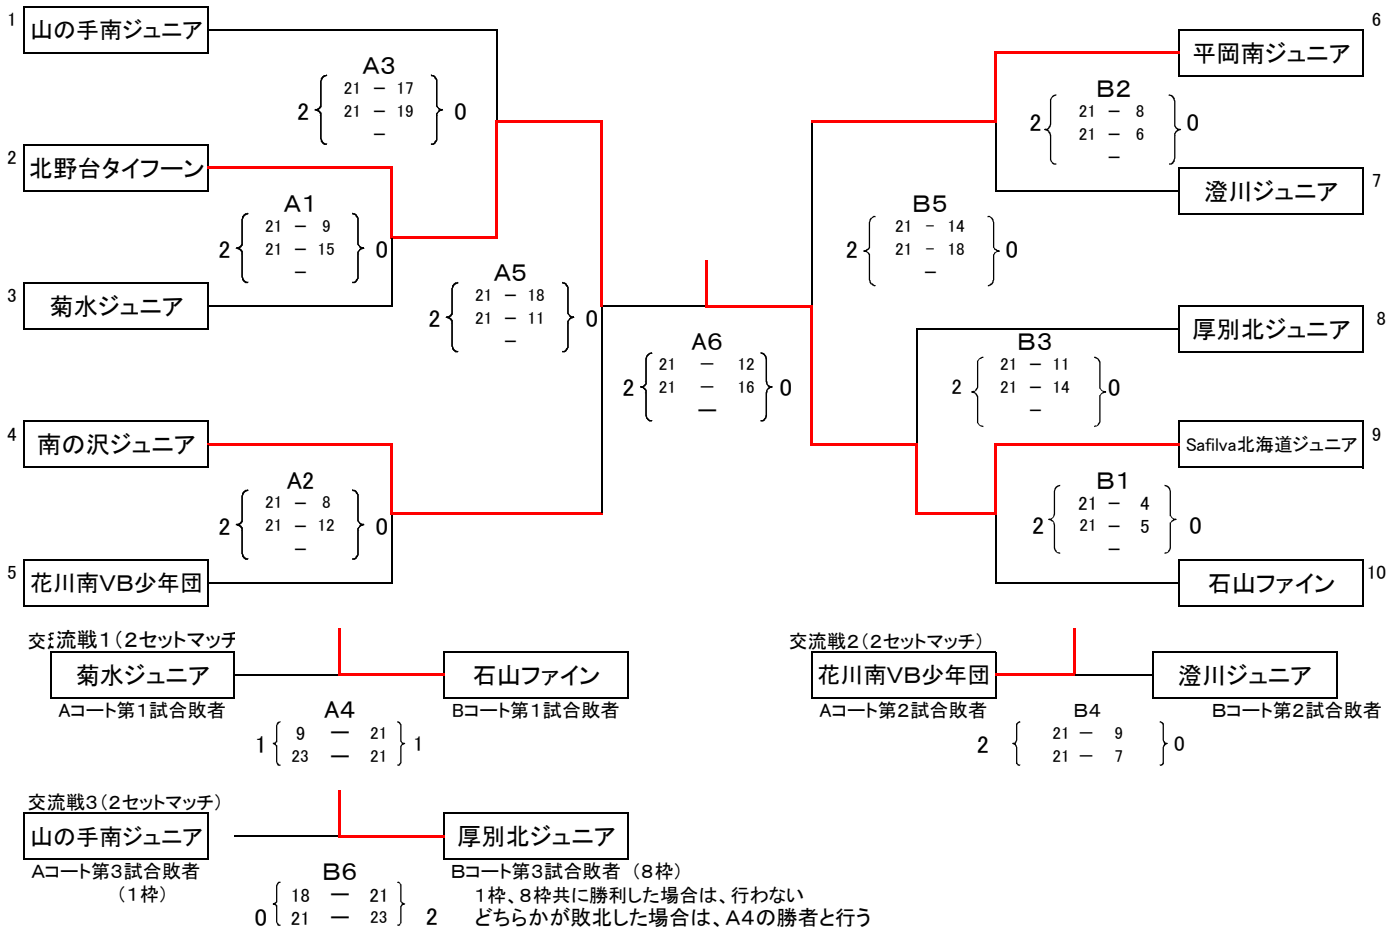 1 山の手南ジュニア
A3
21 － 17
2 21 － 19 0
－
2 北野台タイフーン
A1
21 － 9
2 21 － 15 0
－
3 菊水ジュニア
A5
21 － 18
2 21 － 11 0
－
4 南の沢ジュニア
A2
21 － 8
2 21 － 12 0
－
5 花川南VB少年団
A6
21 － 12
2 21 － 16 0
－
6 平岡南ジュニア
B2
21 － 8
2 21 － 6 0
－
7 澄川ジュニア
B5
21 － 14
2 21 － 18 0
－
8 厚別北ジュニア
B3
21 － 11
2 21 － 14 0
－
9 Safilva北海道ジュニア
B1
21 － 4
2 21 － 5 0
－
10 石山ファイン
交流戦1（2セットマッチ
菊水ジュニア 石山ファイン
Aコート第1試合敗者 Bコート第1試合敗者
A4
9 － 21
1 23 － 21 1
交流戦2（2セットマッチ）
花川南VB少年団 澄川ジュニア
Aコート第2試合敗者 Bコート第2試合敗者
B4
21 － 9
2 21 － 7 0
交流戦3（2セットマッチ）
山の手南ジュニア 厚別北ジュニア
Aコート第3試合敗者 Bコート第3試合敗者 （8枠）
（1枠）
B6
18 － 21
0 21 － 23 2
1枠、8枠共に勝利した場合は、行わない
どちらかが敗北した場合は、A4の勝者と行う